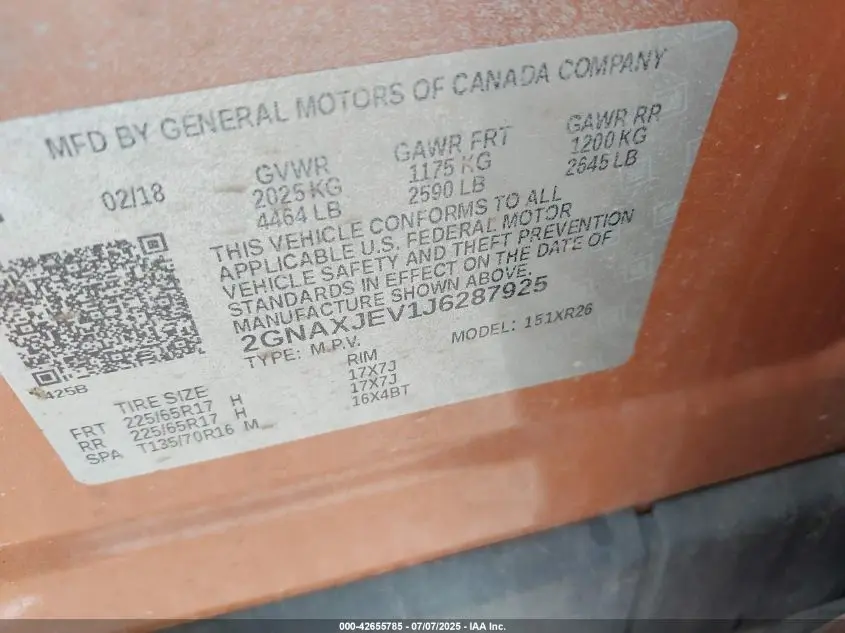 MFD BY GENERAL MOTORS OF CANADA COMPANY
02/18 GVWR GAWR FRT GAWR RR
2025 KG 1175 KG 1200 KG
4464 LB 2590 LB 2645 LB
THIS VEHICLE CONFORMS TO ALL
APPLICABLE U.S. FEDERAL MOTOR
VEHICLE SAFETY AND THEFT PREVENTION
STANDARDS IN EFFECT ON THE DATE OF
MANUFACTURE SHOWN ABOVE.
2GNAXJEV1J6287925
TYPE: M.P.V. MODEL: 151XR26
425B
TIRE SIZE RIM
FRT 225/65R17 H 17X7J
RR 225/65R17 H 17X7J
SPA T135/70R16 M 16X4BT
000-42655785 - 07/07/2025 - IAA Inc.